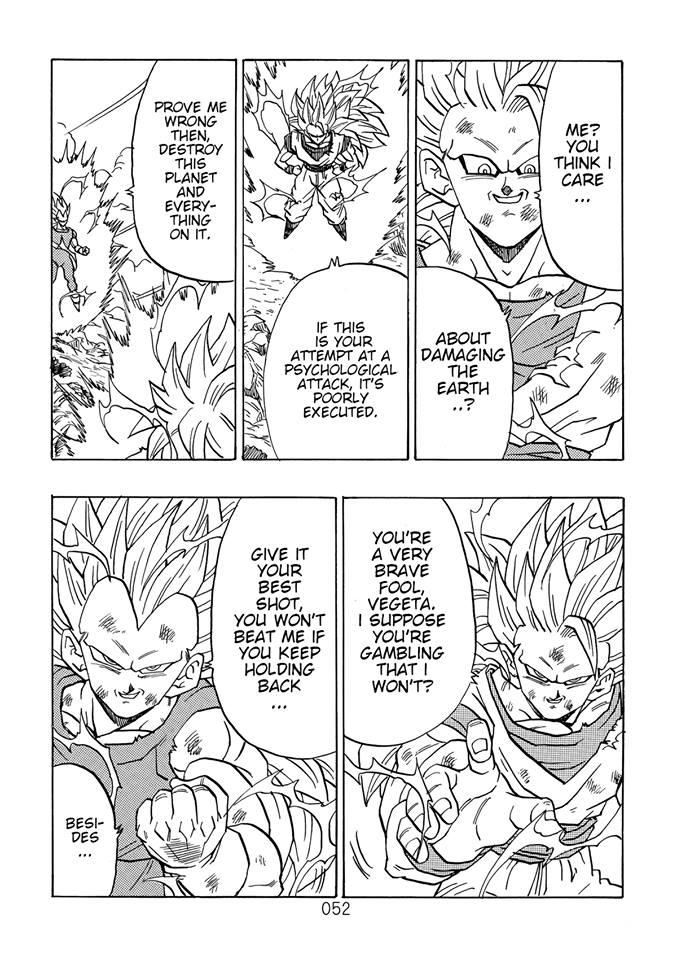 ME?
YOU
THINK I
CARE
...
ABOUT
DAMAGING
THE
EARTH
..?
IF THIS
IS YOUR
ATTEMPT AT A
PSYCHOLOGICAL
ATTACK, IT'S
POORLY
EXECUTED.
PROVE ME
WRONG
THEN,
DESTROY
THIS
PLANET
AND
EVERY-
THING
ON IT.
YOU'RE
A VERY
BRAVE
FOOL,
VEGETA.
I SUPPOSE
YOU'RE
GAMBLING
THAT I
WON'T?
GIVE IT
YOUR
BEST
SHOT,
YOU WON'T
BEAT ME IF
YOU KEEP
HOLDING
BACK
...
BESI-
DES
...
052